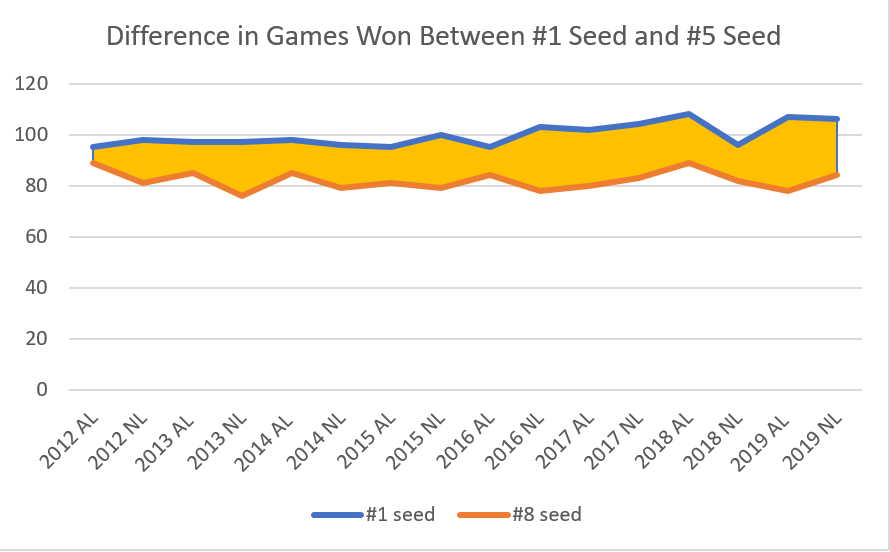 Difference in Games Won Between #1 Seed and #5 Seed
120
100
80
60
40
20
0
2012 AL
2012 NL
2013 AL
2013 NL
2014 AL
2014 NL
2015 AL
2015 NL
2016 AL
2016 NL
2017 AL
2017 NL
2018 AL
2018 NL
2019 AL
2019 NL
#1 seed
#8 seed